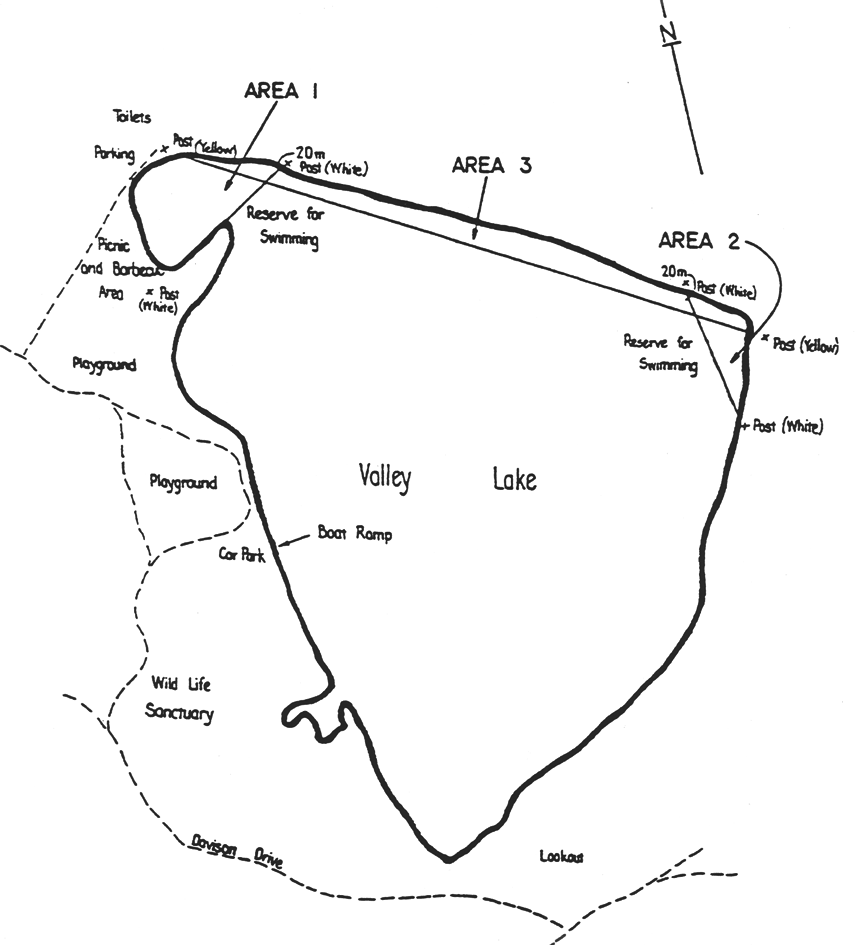 N
AREA 1
Toilets
Post (Yellow)
Parking
20m
Post (White)
AREA 3
Reserve for
Swimming
AREA 2
Picnic
and Barbecue
Area
Post
(White)
20m
Post (White)
Reserve for
Swimming
Post (Yellow)
Playground
Post (White)
Valley Lake
Playground
Boat Ramp
Car Park
Wild Life
Sanctuary
Davison Drive
Lookout